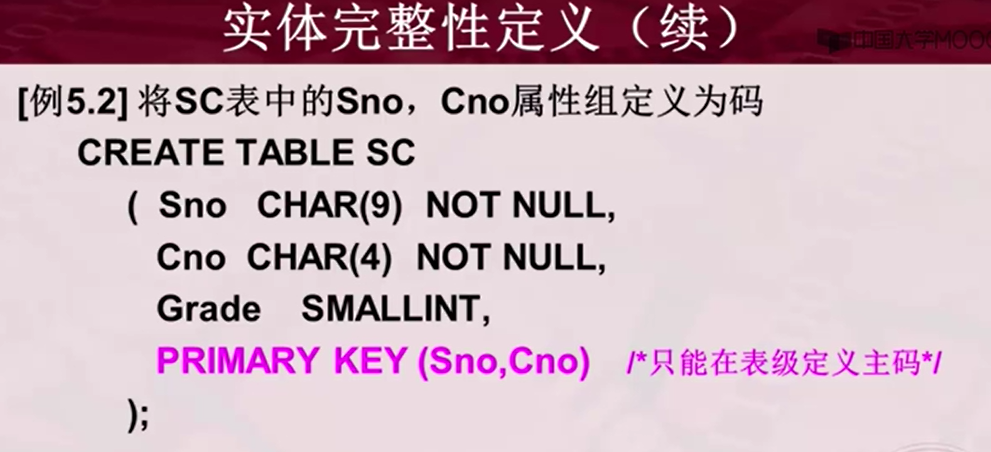 实体完整性定义（续）
中国大学MOOC
[例5.2] 将SC表中的Sno，Cno属性组定义为码
CREATE TABLE SC
( Sno CHAR(9) NOT NULL,
Cno CHAR(4) NOT NULL,
Grade SMALLINT,
PRIMARY KEY (Sno,Cno) /*只能在表级定义主码*/
);